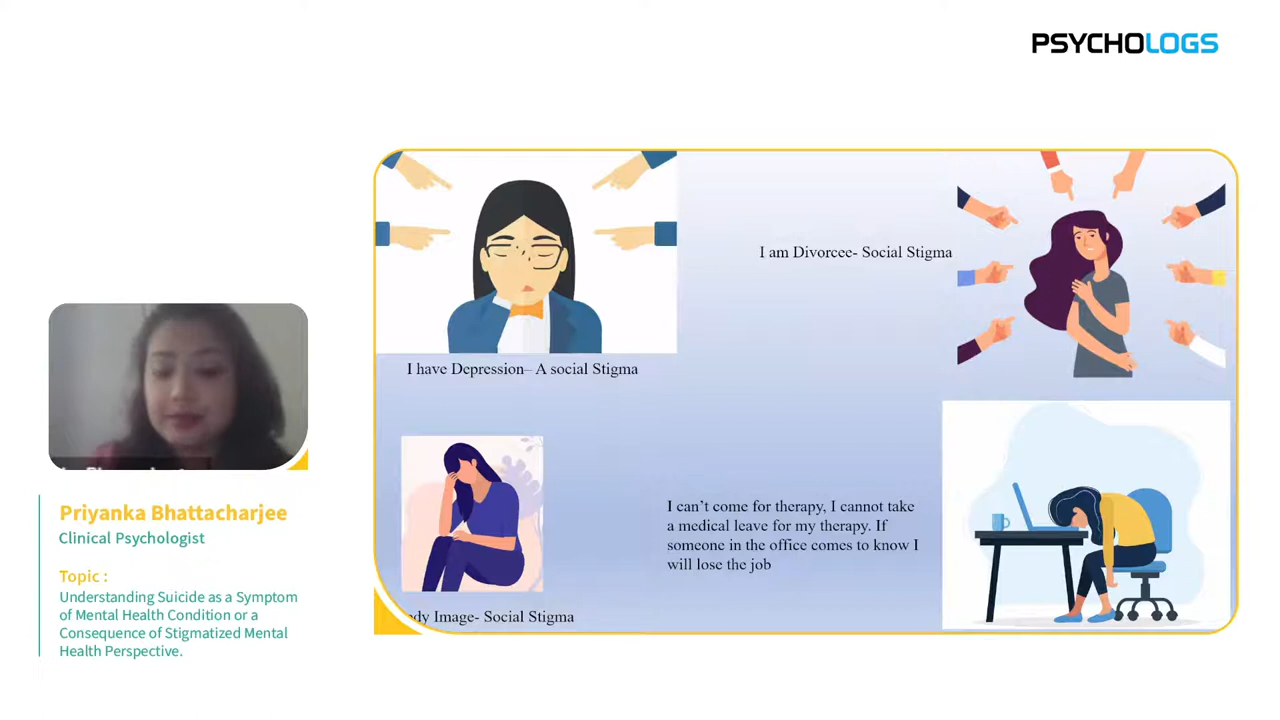 PSYCHOLOGS
I am Divorcee- Social Stigma
I have Depression– A social Stigma
I can't come for therapy, I cannot take
a medical leave for my therapy. If
someone in the office comes to know I
will lose the job
Image- Social Stigma
Priyanka Bhattacharjee
Clinical Psychologist
Topic :
Understanding Suicide as a Symptom
of Mental Health Condition or a
Consequence of Stigmatized Mental
Health Perspective.